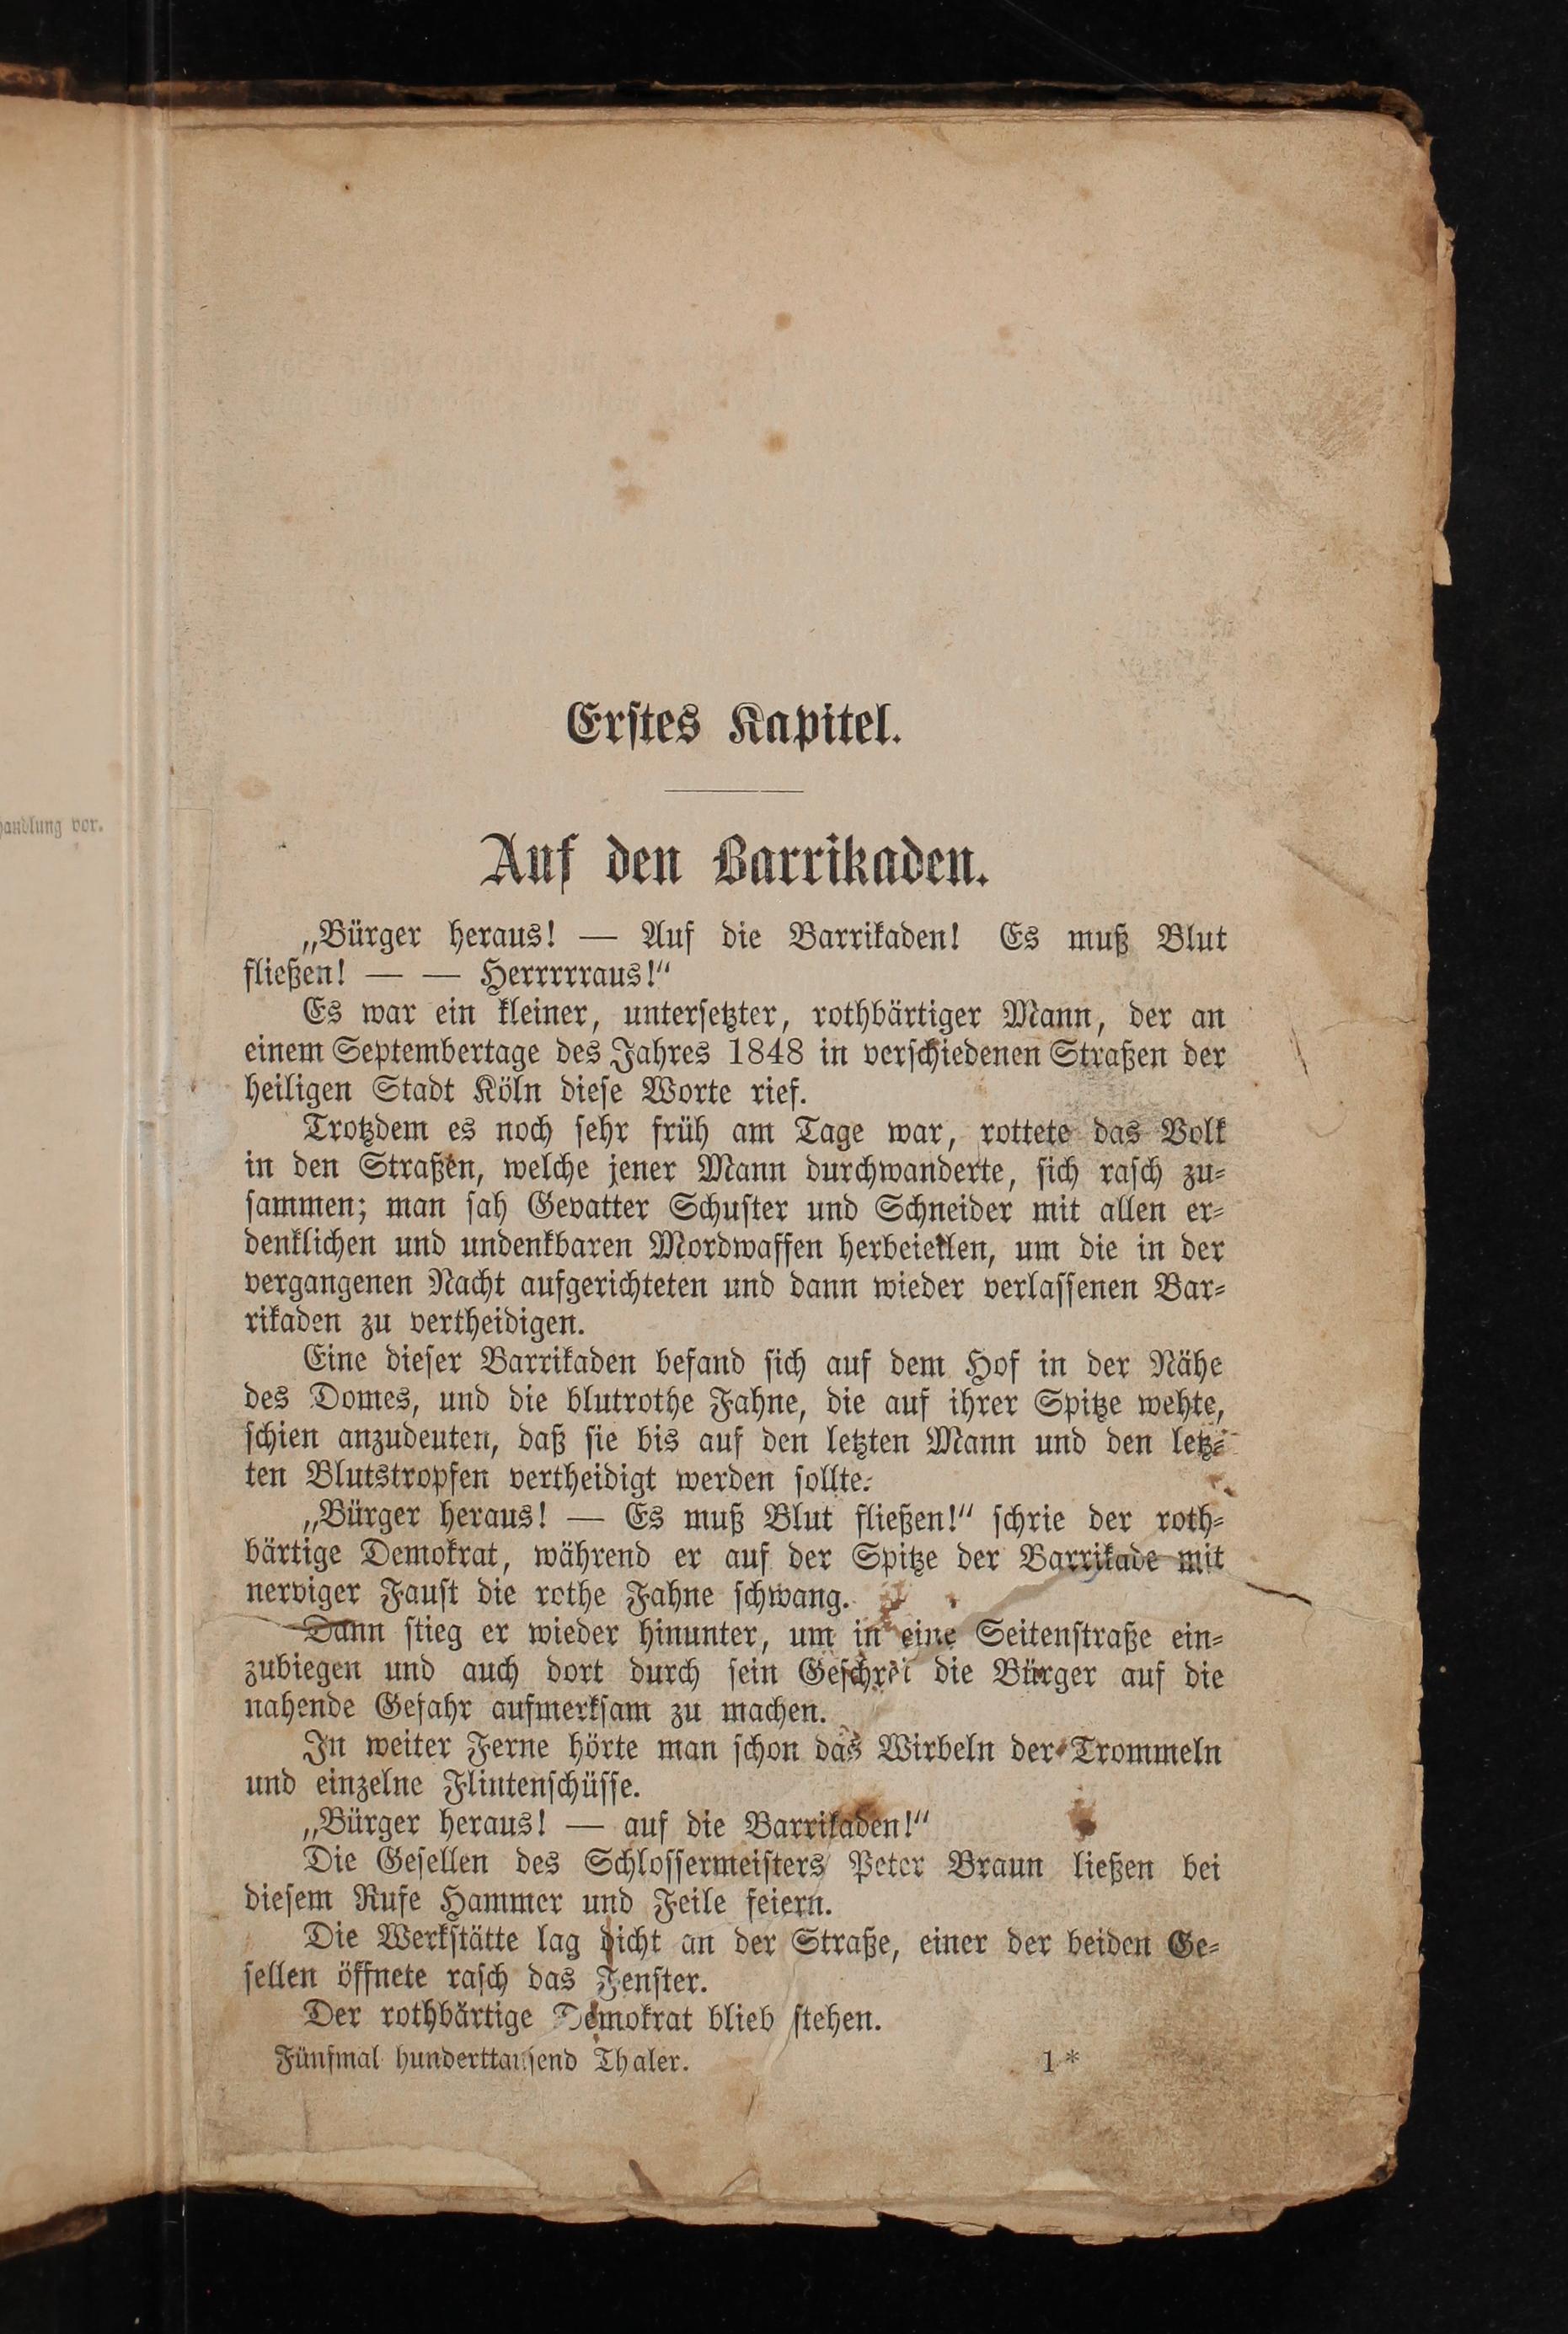 handlung vor.
Erstes Kapitel.
Auf den Barrikaden.
„Bürger heraus! — Auf die Barrikaden! Es muß Blut
fließen! — — Herrrrraus!“
Es war ein kleiner, untersetzter, rothbärtiger Mann, der an
einem Septembertage des Jahres 1848 in verschiedenen Straßen der
heiligen Stadt Köln diese Worte rief.
Trotzdem es noch sehr früh am Tage war, rottete das Volk
in den Straßen, welche jener Mann durchwanderte, sich rasch zu-
sammen; man sah Gevatter Schuster und Schneider mit allen er-
denklichen und undenkbaren Mordwaffen herbeieilen, um die in der
vergangenen Nacht aufgerichteten und dann wieder verlassenen Bar-
rikaden zu vertheidigen.
Eine dieser Barrikaden befand sich auf dem Hof in der Nähe
des Domes, und die blutrothe Fahne, die auf ihrer Spitze wehte,
schien anzudeuten, daß sie bis auf den letzten Mann und den letz-
ten Blutstropfen vertheidigt werden sollte.
„Bürger heraus! — Es muß Blut fließen!“ schrie der roth-
bärtige Demokrat, während er auf der Spitze der Barrikade mit
nerviger Faust die rothe Fahne schwang.
Dann stieg er wieder hinunter, um in eine Seitenstraße ein-
zubiegen und auch dort durch sein Geschrei die Bürger auf die
nahende Gefahr aufmerksam zu machen.
In weiter Ferne hörte man schon das Wirbeln der Trommeln
und einzelne Flintenschüsse.
„Bürger heraus! — auf die Barrikaden!“
Die Gesellen des Schlossermeisters Peter Braun ließen bei
diesem Rufe Hammer und Feile feiern.
Die Werkstätte lag dicht an der Straße, einer der beiden Ge-
sellen öffnete rasch das Fenster.
Der rothbärtige Demokrat blieb stehen.
Fünfmal hunderttausend Thaler. 1*